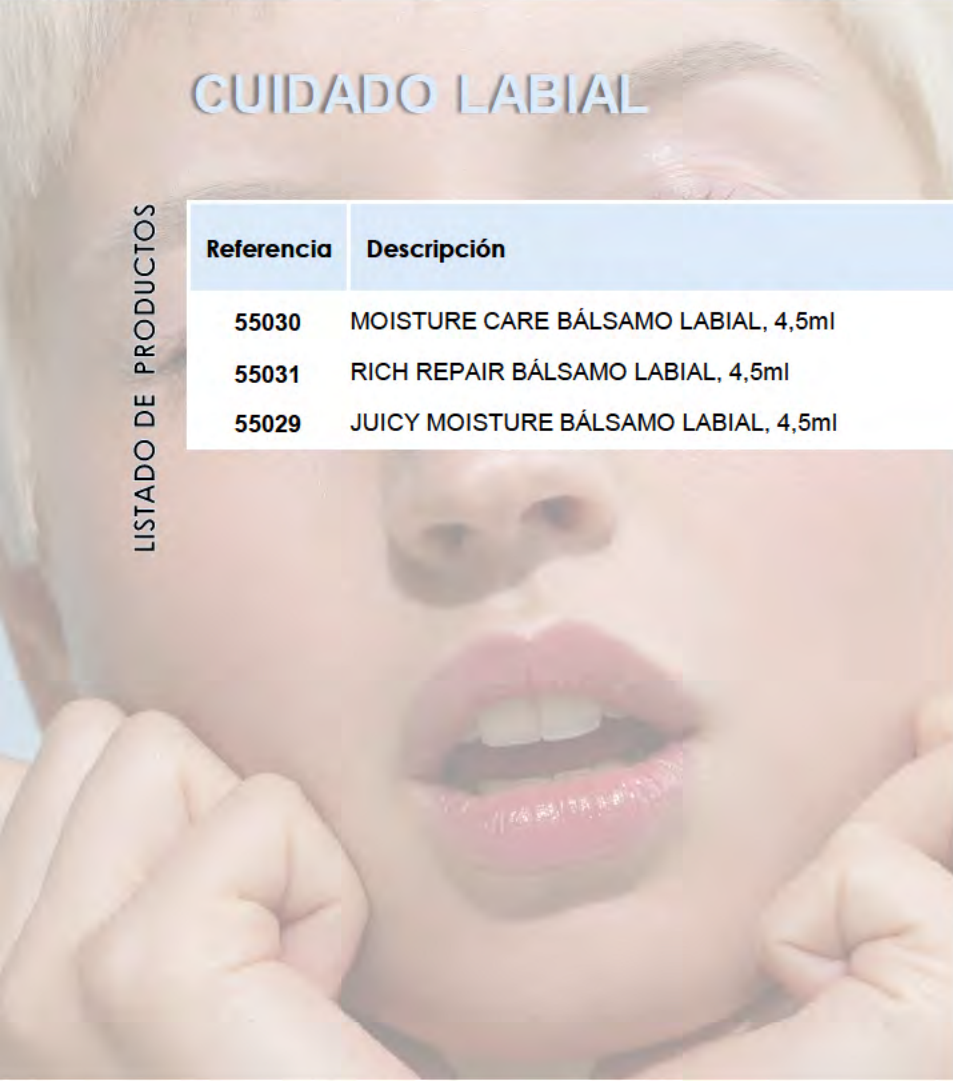 CUIDADO LABIAL
LISTADO DE PRODUCTOS
Referencia Descripción
55030 MOISTURE CARE BÁLSAMO LABIAL, 4,5ml
55031 RICH REPAIR BÁLSAMO LABIAL, 4,5ml
55029 JUICY MOISTURE BÁLSAMO LABIAL, 4,5ml